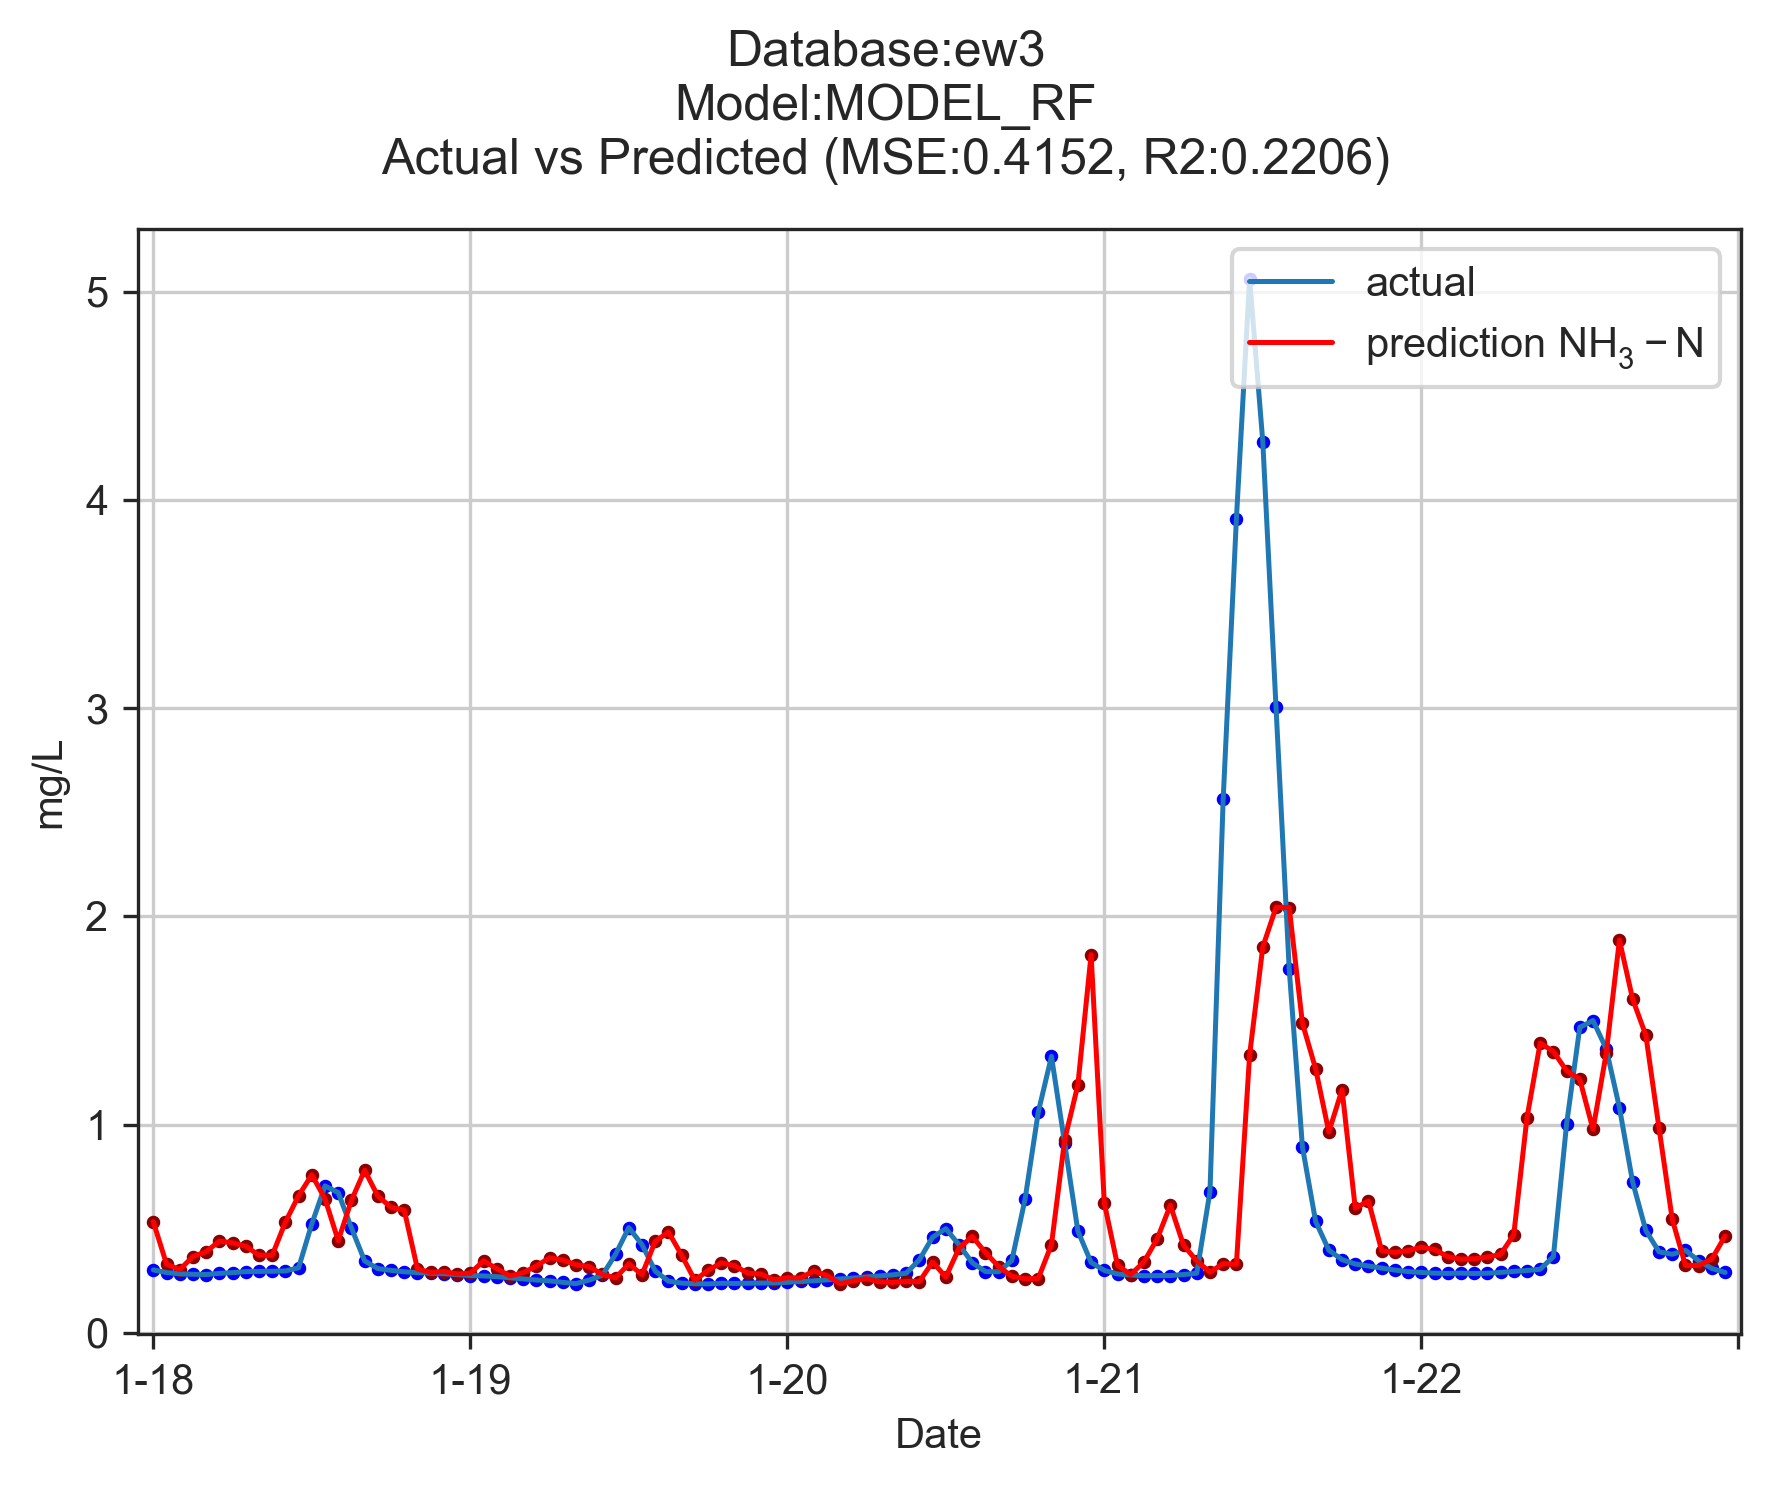 Database:ew3
Model:MODEL_RF
Actual vs Predicted (MSE:0.4152, R2:0.2206)
actual
prediction NH₃ − N
5
4
3
2
1
0
mg/L
1-18 1-19 1-20 1-21 1-22
Date